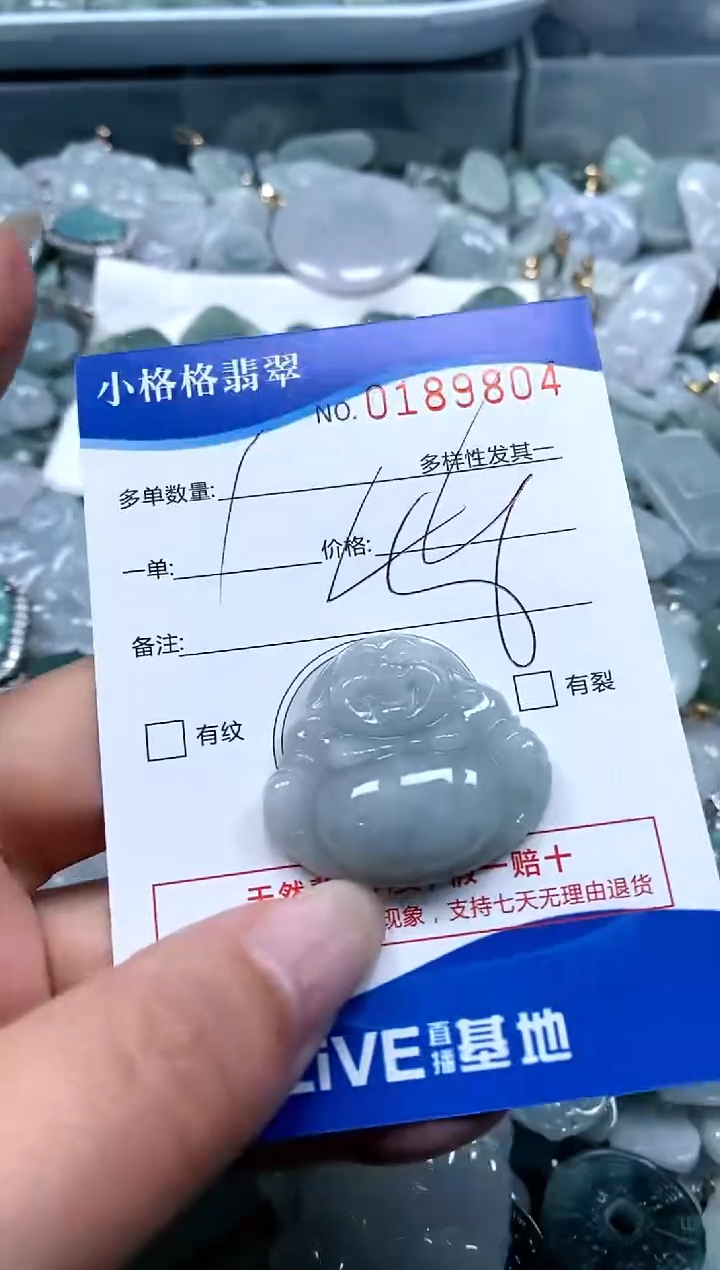 小格格翡翠
NO. 0189804
多单数量: 多样性发其一
一单: 价格:
备注:
有纹 有裂
天然 一赔十
现象，支持七天无理由退货
LiVE直播基地